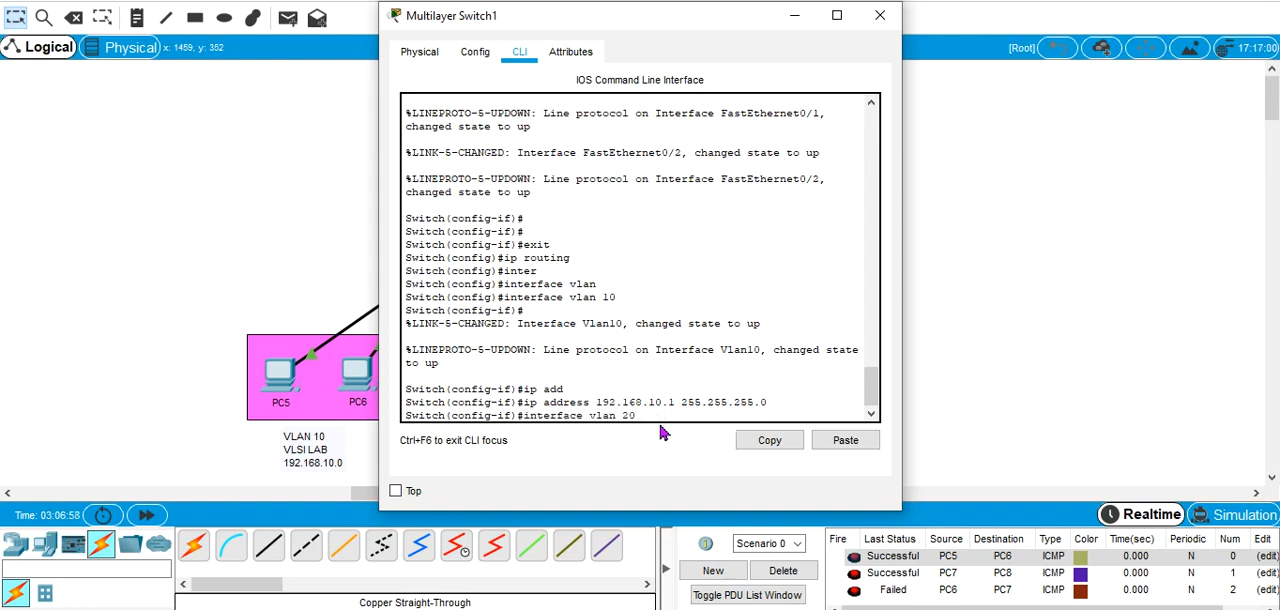 Multilayer Switch1
Logical
Physical
x: 1459, y: 352
[Root]
17:17:00
Physical
Config
CLI
Attributes
IOS Command Line Interface
%LINEPROTO-5-UPDOWN: Line protocol on Interface FastEthernet0/1,
changed state to up
%LINK-5-CHANGED: Interface FastEthernet0/2, changed state to up
%LINEPROTO-5-UPDOWN: Line protocol on Interface FastEthernet0/2,
changed state to up
Switch(config-if)#
Switch(config-if)#
Switch(config-if)#exit
Switch(config)#ip routing
Switch(config)#inter
Switch(config)#interface vlan
Switch(config)#interface vlan 10
Switch(config-if)#
%LINK-5-CHANGED: Interface Vlan10, changed state to up
%LINEPROTO-5-UPDOWN: Line protocol on Interface Vlan10, changed state
to up
Switch(config-if)#ip add
Switch(config-if)#ip address 192.168.10.1 255.255.255.0
Switch(config-if)#interface vlan 20
Ctrl+F6 to exit CLI focus
Copy
Paste
Top
PC5
PC6
VLAN 10
VLSI LAB
192.168.10.0
Time: 03:06:58
Realtime
Simulation
Scenario 0
New
Delete
Toggle PDU List Window
Copper Straight-Through
Fire Last Status Source Destination Type Color Time(sec) Periodic Num Edit
Successful PC5 PC6 ICMP 0.000 N 0 (edit
Successful PC7 PC8 ICMP 0.000 N 1 (edit
Failed PC6 PC7 ICMP 0.000 N 2 (edit